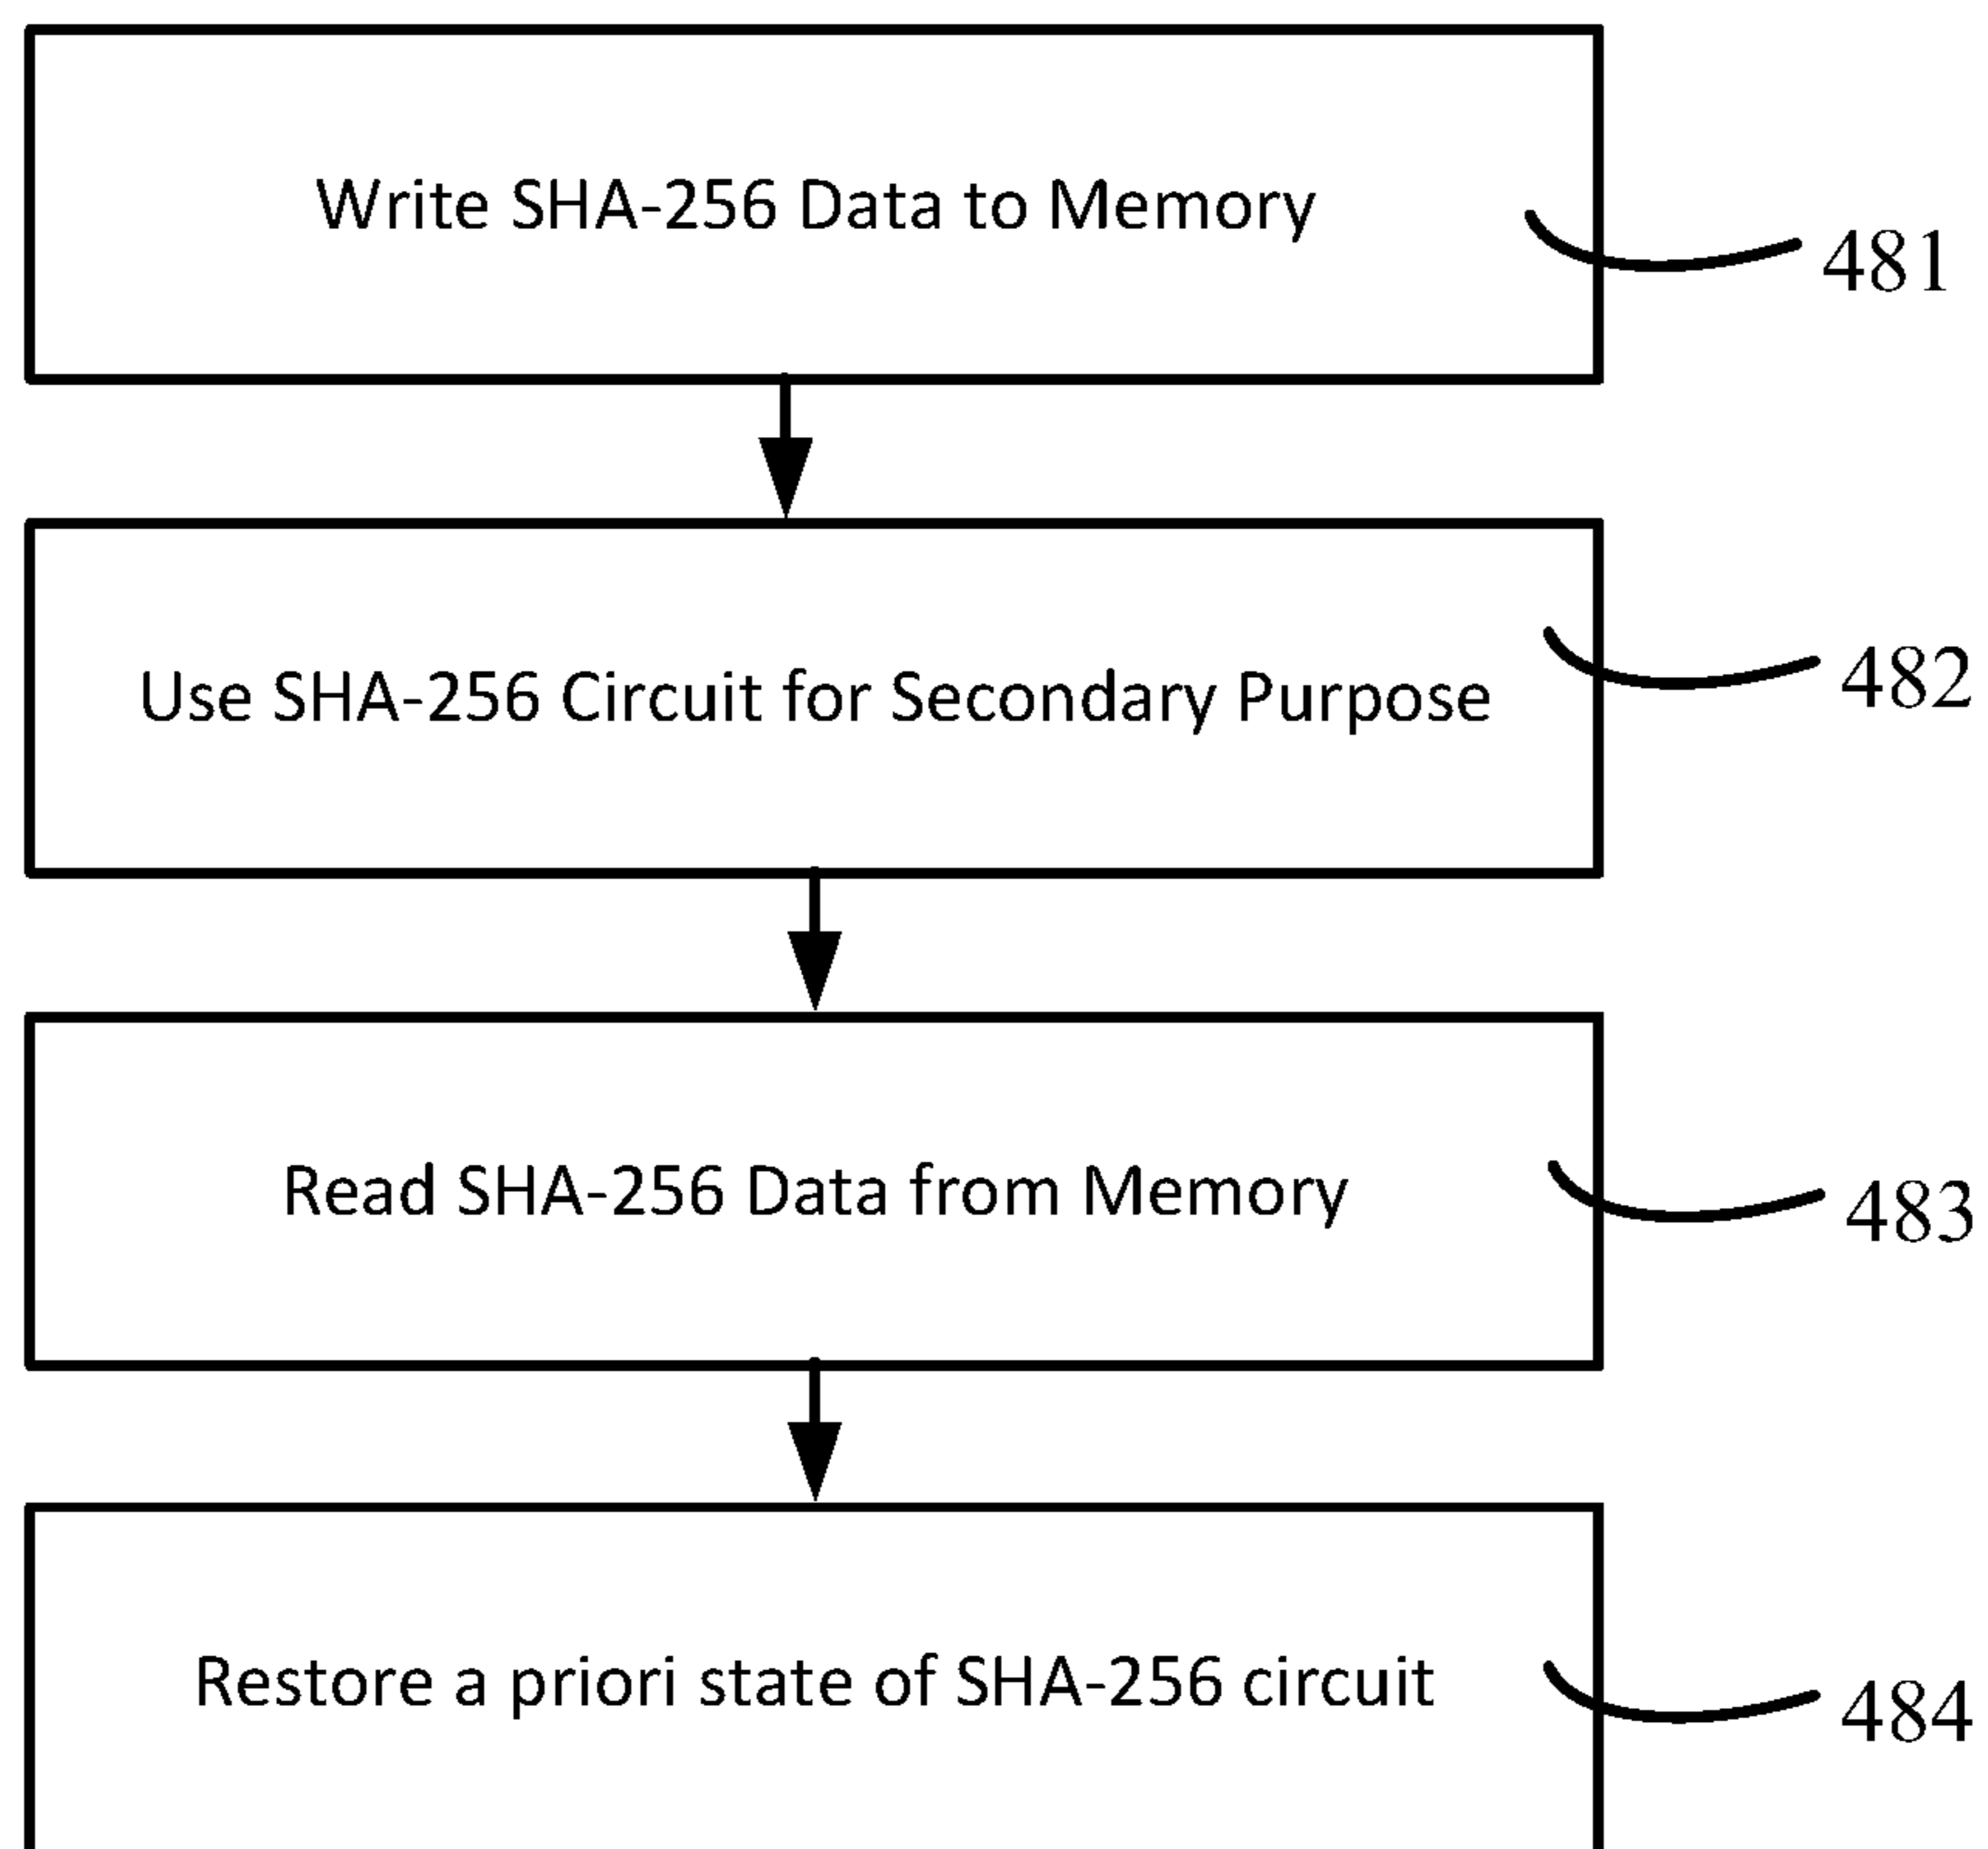 Write SHA-256 Data to Memory
481
Use SHA-256 Circuit for Secondary Purpose
482
Read SHA-256 Data from Memory
483
Restore a priori state of SHA-256 circuit
484